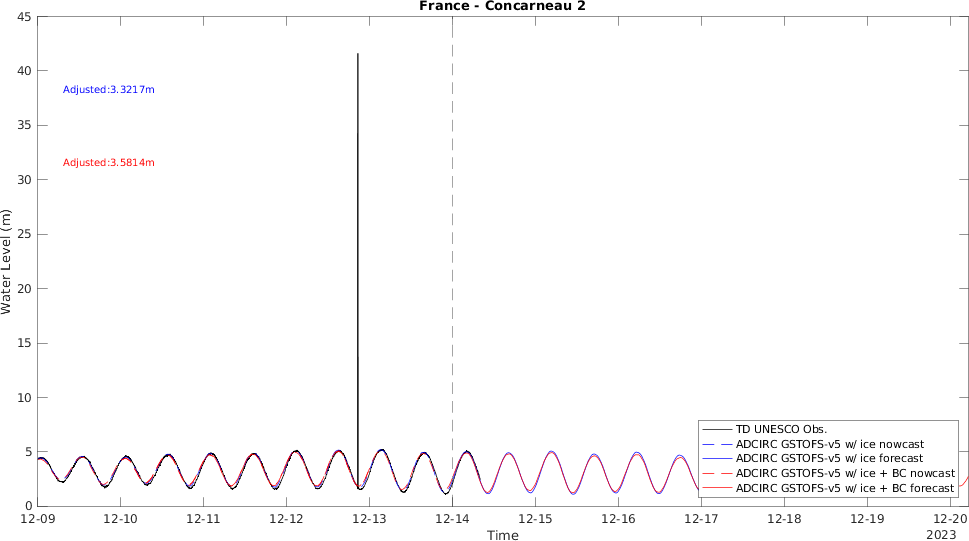 France - Concarneau 2
45
40
35
30
25
20
15
10
5
0
Water Level (m)
Adjusted:3.3217m
Adjusted:3.5814m
TD UNESCO Obs.
ADCIRC GSTOFS-v5 w/ ice nowcast
ADCIRC GSTOFS-v5 w/ ice forecast
ADCIRC GSTOFS-v5 w/ ice + BC nowcast
ADCIRC GSTOFS-v5 w/ ice + BC forecast
12-09 12-10 12-11 12-12 12-13 12-14 12-15 12-16 12-17 12-18 12-19 12-20
Time
2023